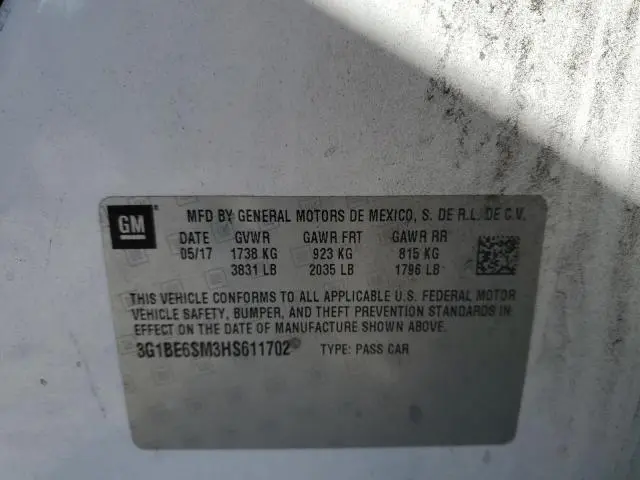 GM®
MFD BY GENERAL MOTORS DE MEXICO, S. DE R.L. DE C.V.
DATE GVWR GAWR FRT GAWR RR
05/17 1738 KG 923 KG 815 KG
3831 LB 2035 LB 1796 LB
THIS VEHICLE CONFORMS TO ALL APPLICABLE U.S. FEDERAL MOTOR
VEHICLE SAFETY, BUMPER, AND THEFT PREVENTION STANDARDS IN
EFFECT ON THE DATE OF MANUFACTURE SHOWN ABOVE.
3G1BE6SM3HS611702 TYPE: PASS CAR